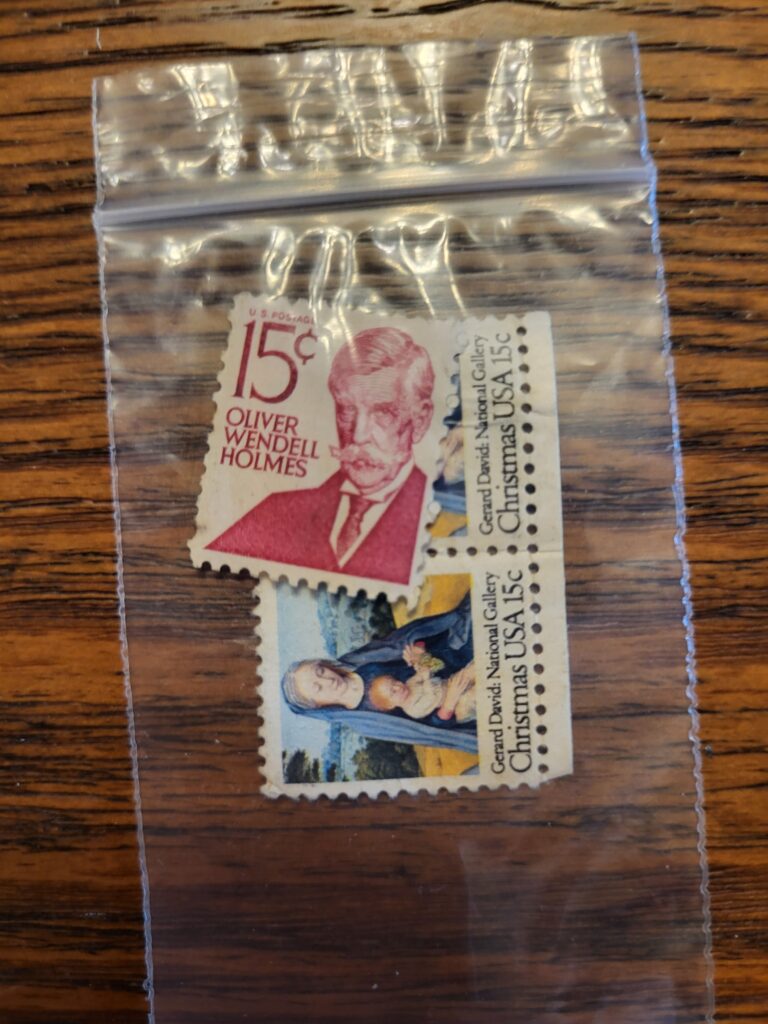 U.S. POSTAGE
15¢
OLIVER
WENDELL
HOLMES
Gerard David: National Gallery
Christmas USA 15c
Gerard David: National Gallery
Christmas USA 15c